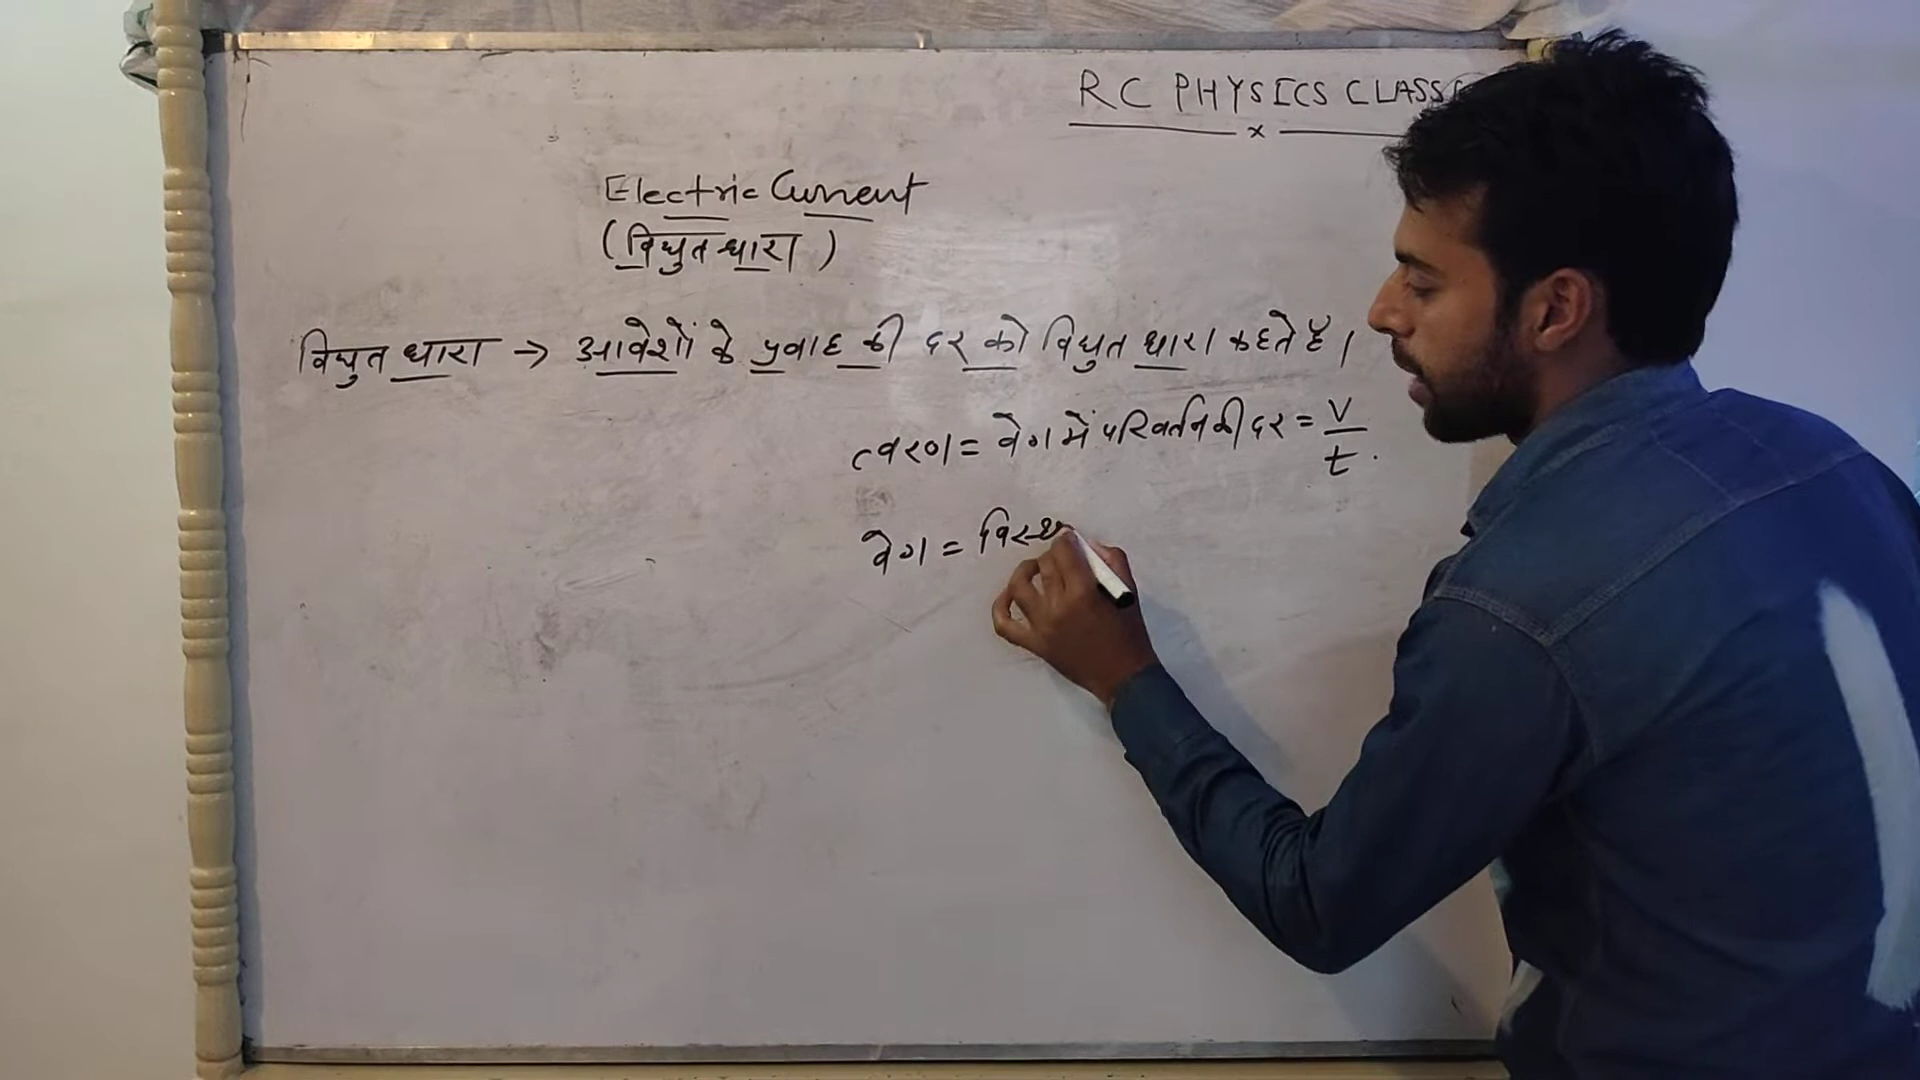 RC PHYSICS CLASS
Electric Current
(विधुत धारा)
विधुत धारा → आवेशों के प्रवाह की दर को विधुत धारा कहते हैं।
त्वरण = वेग में परिवर्तन की दर = V/t.
वेग = विस्थ